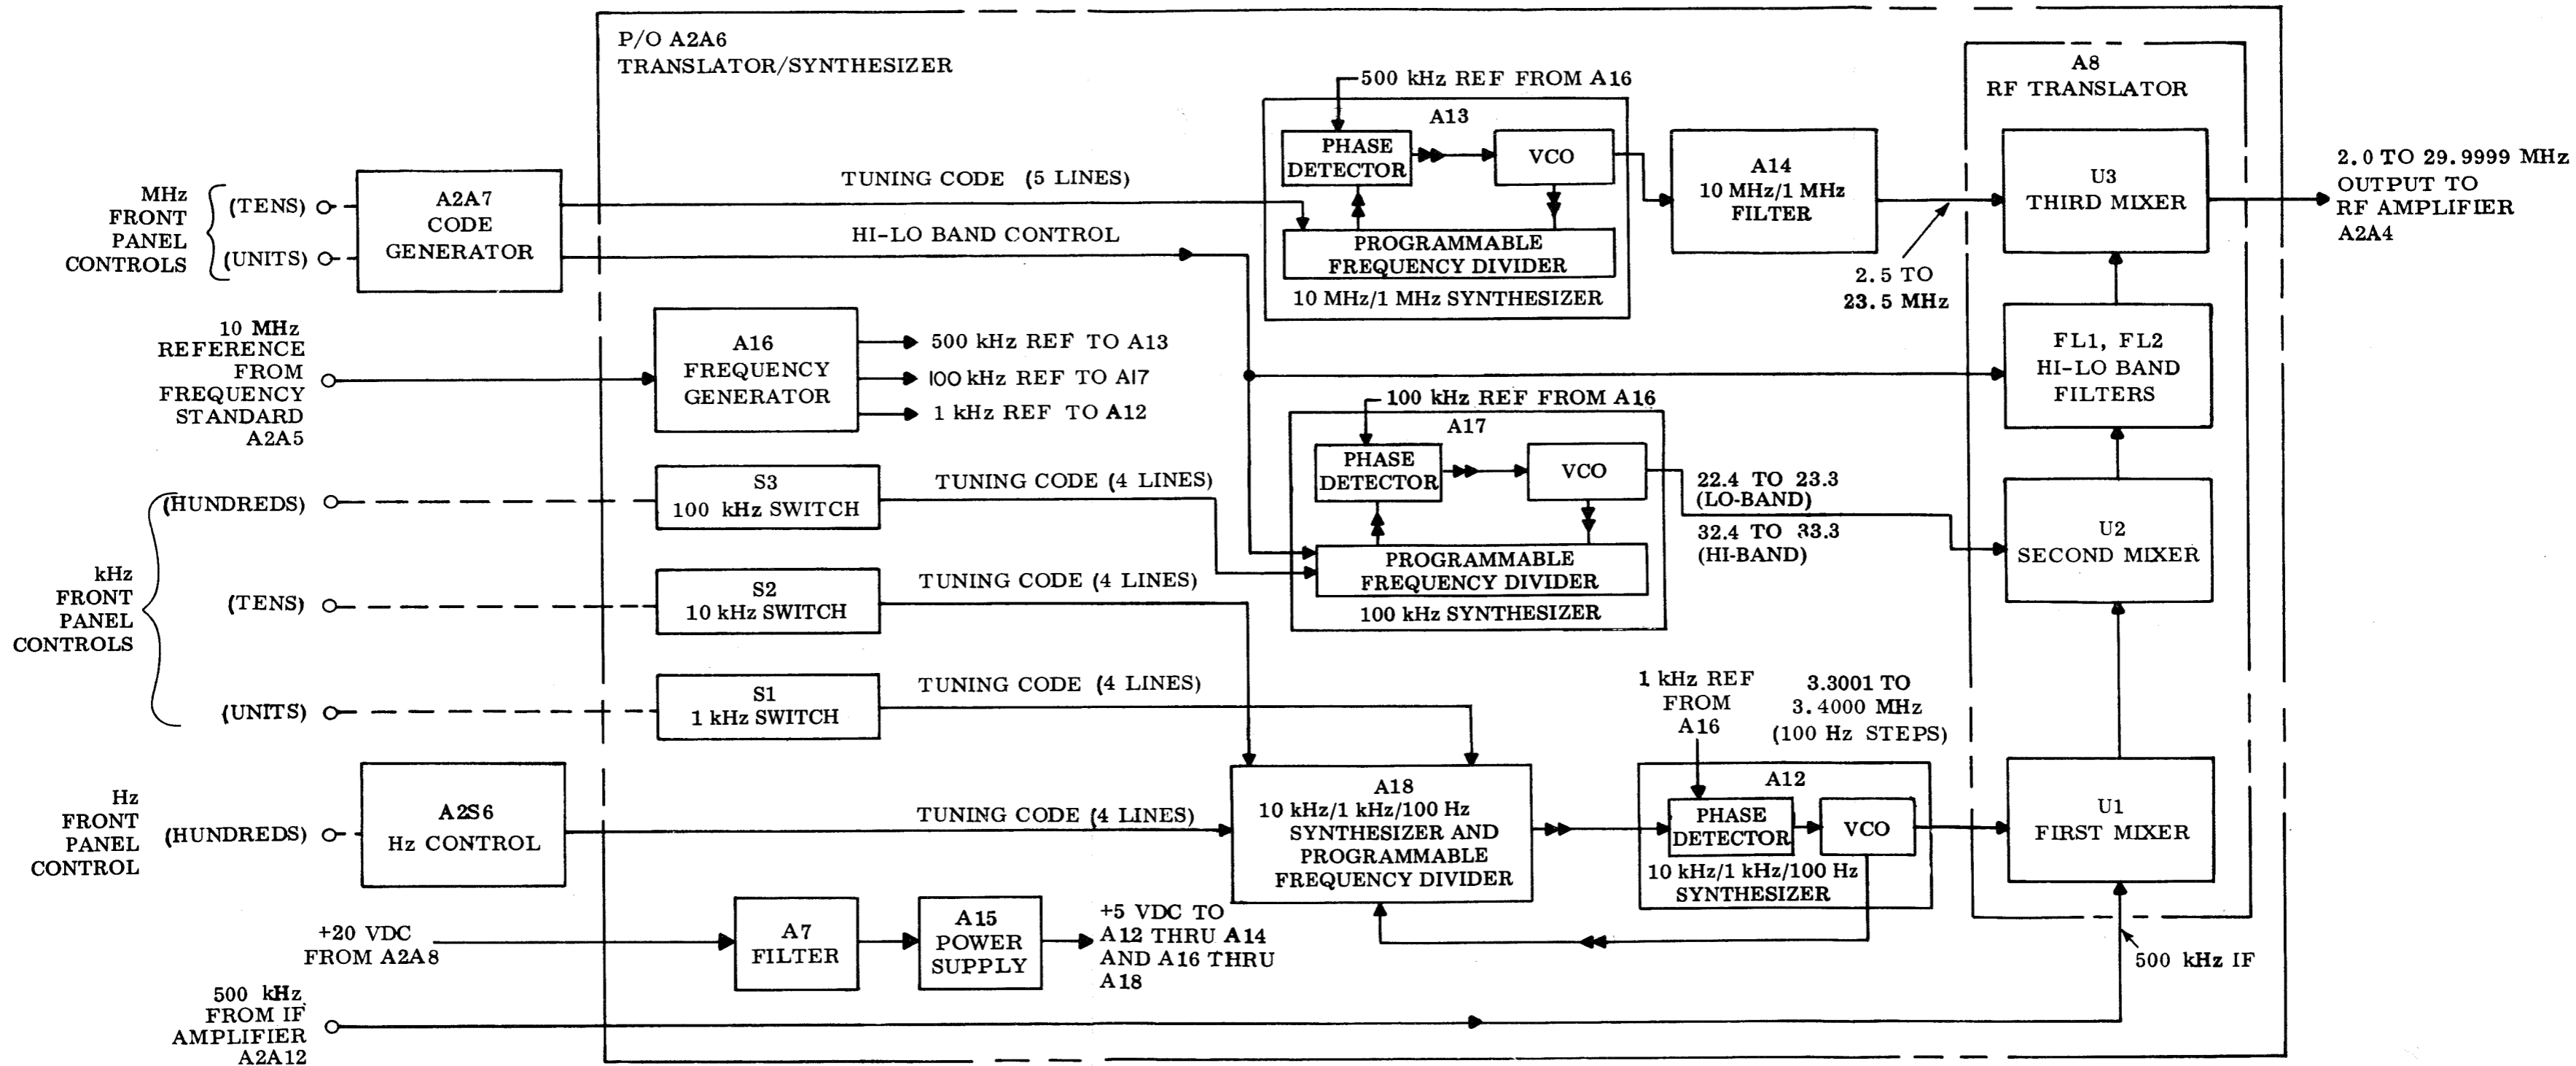 P/O A2A6
TRANSLATOR/SYNTHESIZER
MHz
FRONT
PANEL
CONTROLS
(TENS)
(UNITS)
A2A7
CODE
GENERATOR
TUNING CODE (5 LINES)
HI-LO BAND CONTROL
500 kHz REF FROM A16
A13
PHASE
DETECTOR
VCO
PROGRAMMABLE
FREQUENCY DIVIDER
10 MHz/1 MHz SYNTHESIZER
A14
10 MHz/1 MHz
FILTER
2.5 TO
23.5 MHz
A8
RF TRANSLATOR
U3
THIRD MIXER
2.0 TO 29.9999 MHz
OUTPUT TO
RF AMPLIFIER
A2A4
10 MHz
REFERENCE
FROM
FREQUENCY
STANDARD
A2A5
A16
FREQUENCY
GENERATOR
500 kHz REF TO A13
100 kHz REF TO A17
1 kHz REF TO A12
FL1, FL2
HI-LO BAND
FILTERS
100 kHz REF FROM A16
A17
PHASE
DETECTOR
VCO
PROGRAMMABLE
FREQUENCY DIVIDER
100 kHz SYNTHESIZER
22.4 TO 23.3
(LO-BAND)
32.4 TO 33.3
(HI-BAND)
U2
SECOND MIXER
kHz
FRONT
PANEL
CONTROLS
(HUNDREDS)
S3
100 kHz SWITCH
TUNING CODE (4 LINES)
(TENS)
S2
10 kHz SWITCH
TUNING CODE (4 LINES)
(UNITS)
S1
1 kHz SWITCH
TUNING CODE (4 LINES)
1 kHz REF
FROM
A16
3.3001 TO
3.4000 MHz
(100 Hz STEPS)
Hz
FRONT
PANEL
CONTROL
(HUNDREDS)
A2S6
Hz CONTROL
TUNING CODE (4 LINES)
A18
10 kHz/1 kHz/100 Hz
SYNTHESIZER AND
PROGRAMMABLE
FREQUENCY DIVIDER
A12
PHASE
DETECTOR
VCO
10 kHz/1 kHz/100 Hz
SYNTHESIZER
U1
FIRST MIXER
+20 VDC
FROM A2A8
A7
FILTER
A15
POWER
SUPPLY
+5 VDC TO
A12 THRU A14
AND A16 THRU
A18
500 kHz IF
500 kHz
FROM IF
AMPLIFIER
A2A12